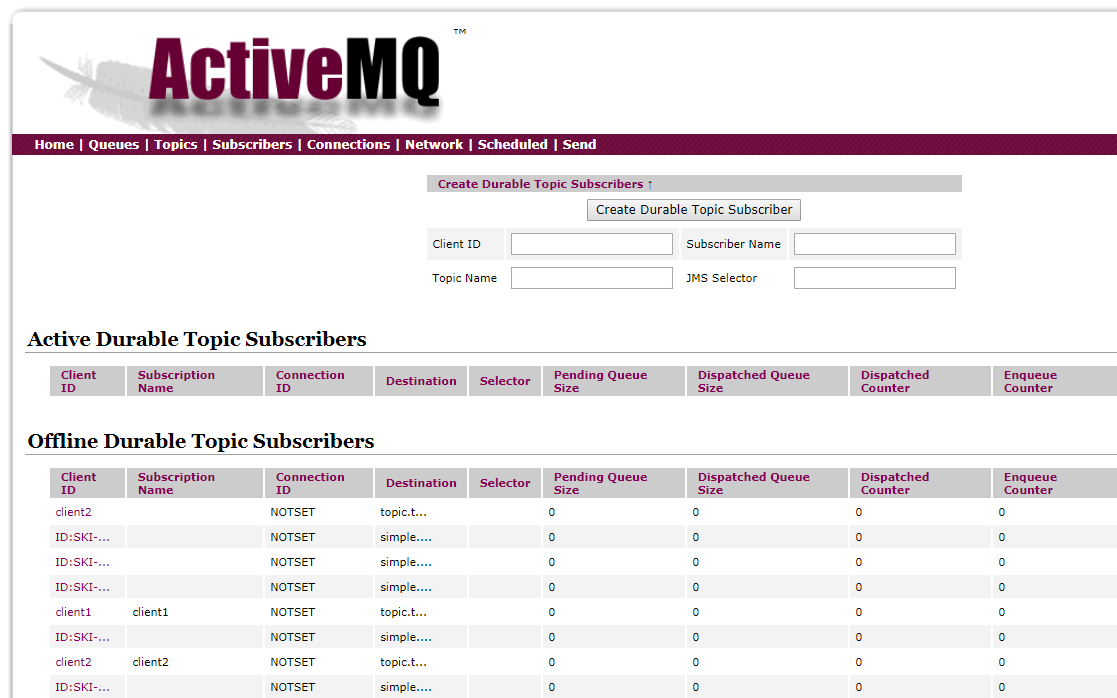 ActiveMQ ™
Home | Queues | Topics | Subscribers | Connections | Network | Scheduled | Send
Create Durable Topic Subscribers ↑
Create Durable Topic Subscriber
Client ID Subscriber Name
Topic Name JMS Selector
Active Durable Topic Subscribers
Client ID Subscription Name Connection ID Destination Selector Pending Queue Size Dispatched Queue Size Dispatched Counter Enqueue Counter
Offline Durable Topic Subscribers
Client ID Subscription Name Connection ID Destination Selector Pending Queue Size Dispatched Queue Size Dispatched Counter Enqueue Counter
client2 NOTSET topic.t... 0 0 0 0
ID:SKI-... NOTSET simple.... 0 0 0 0
ID:SKI-... NOTSET simple.... 0 0 0 0
ID:SKI-... NOTSET simple.... 0 0 0 0
client1 client1 NOTSET topic.t... 0 0 0 0
ID:SKI-... NOTSET simple.... 0 0 0 0
client2 client2 NOTSET topic.t... 0 0 0 0
ID:SKI-... NOTSET simple.... 0 0 0 0